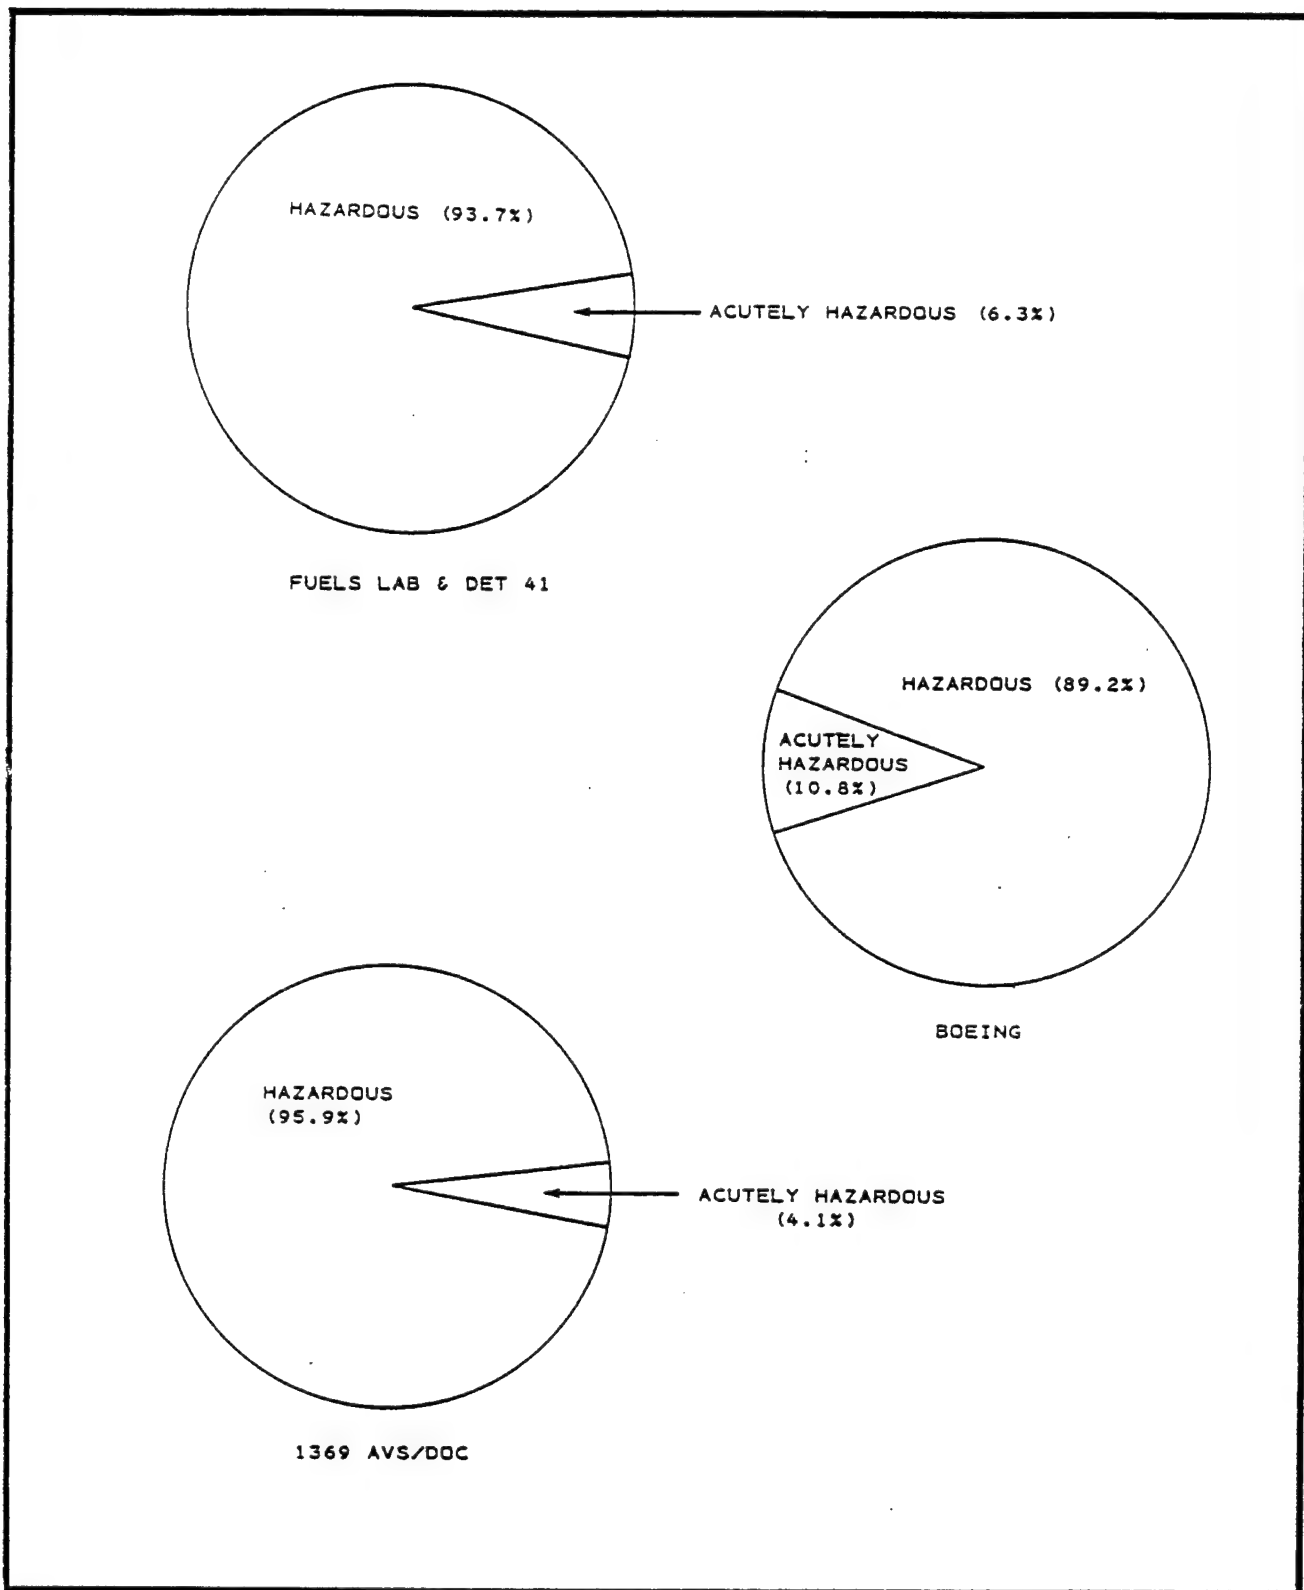 HAZARDOUS (93.7%)
ACUTELY HAZARDOUS (6.3%)
FUELS LAB & DET 41
HAZARDOUS (89.2%)
ACUTELY
HAZARDOUS
(10.8%)
BOEING
HAZARDOUS
(95.9%)
ACUTELY HAZARDOUS
(4.1%)
1369 AVS/DOC